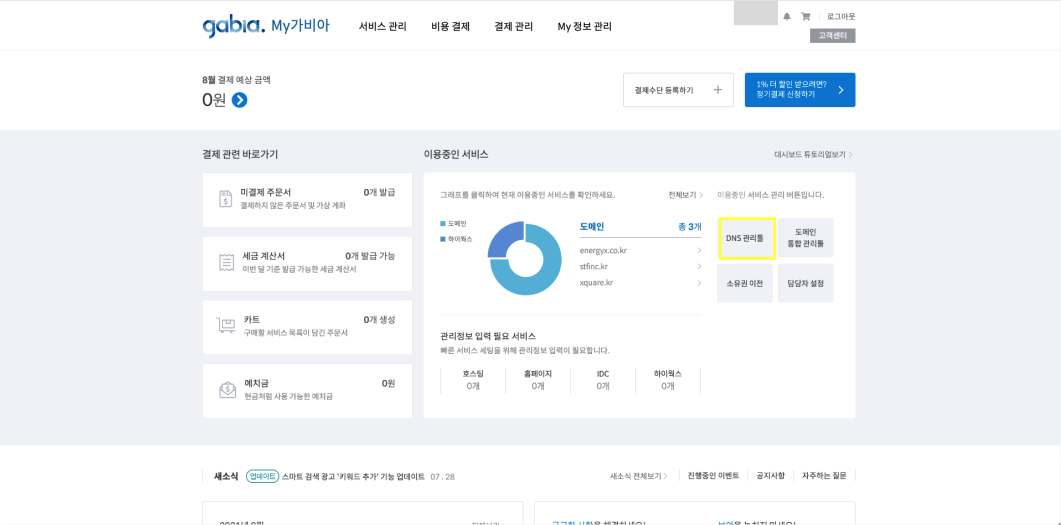 gabia. My가비아
서비스 관리
비용 결제
결제 관리
My 정보 관리
로그아웃
고객센터
8월 결제 예상 금액
0원
결제수단 등록하기
1% 더 할인 받으려면?
정기결제 신청하기
결제 관련 바로가기
미결제 주문서
0개 발급
결제하지 않은 주문서 및 가상 계좌
세금 계산서
0개 발급 가능
이번 달 기준 발급 가능한 세금 계산서
카트
0개 생성
구매할 서비스 목록이 담긴 주문서
예치금
0원
현금처럼 사용 가능한 예치금
이용중인 서비스
대시보드 튜토리얼보기
그래프를 클릭하여 현재 이용중인 서비스를 확인하세요.
전체보기
도메인
하이웍스
도메인
총 3개
energyx.co.kr
stfinc.kr
xquare.kr
이용중인 서비스 관리 버튼입니다.
DNS 관리툴
도메인
통합 관리툴
소유권 이전
담당자 설정
관리정보 입력 필요 서비스
빠른 서비스 세팅을 위해 관리정보 입력이 필요합니다.
호스팅
0개
홈페이지
0개
IDC
0개
하이웍스
0개
새소식
업데이트
스마트 검색 광고 '키워드 추가' 기능 업데이트
07.28
새소식 전체보기
진행중인 이벤트
공지사항
자주하는 질문